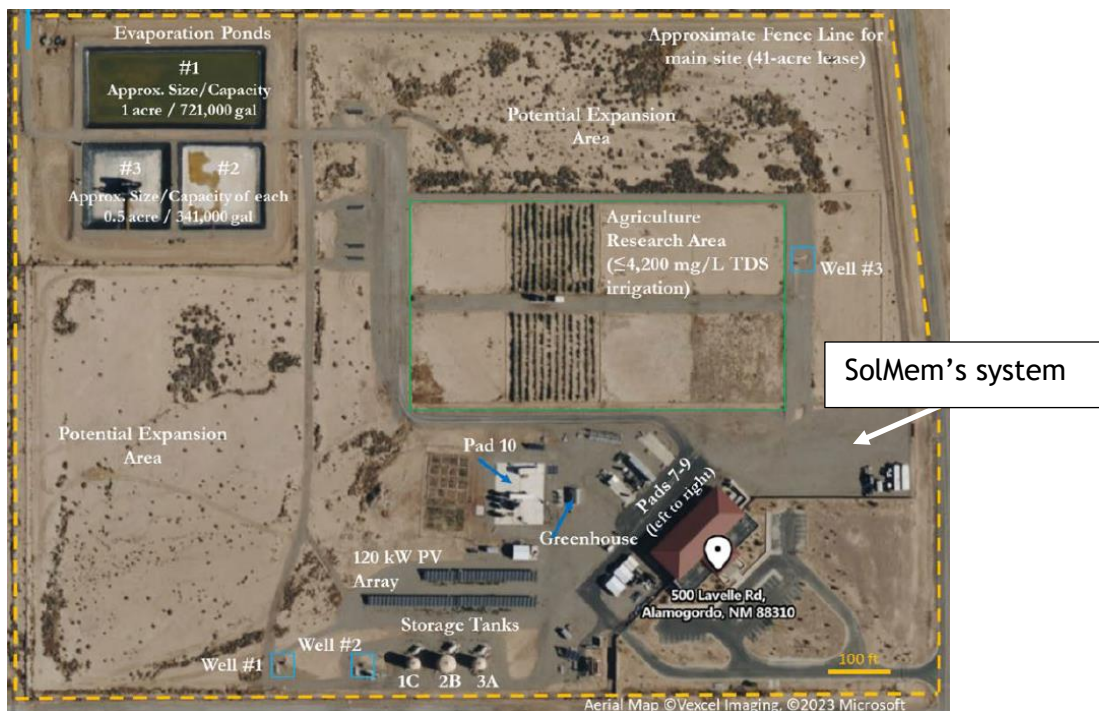 Evaporation Ponds
#1
Approx. Size/Capacity
1 acre / 721,000 gal
#3
#2
Approx. Size/Capacity of each
0.5 acre / 341,000 gal
Approximate Fence Line for
main site (41-acre lease)
Potential Expansion
Area
Agriculture
Research Area
(≤4,200 mg/L TDS
irrigation)
Well #3
SolMem's system
Potential Expansion
Area
Pad 10
Pads 7-9
(left to right)
Greenhouse
120 kW PV
Array
500 Lavelle Rd,
Alamogordo, NM 88310
Storage Tanks
Well #2
Well #1
1C
2B
3A
100 ft
Aerial Map ©Vexcel Imaging, ©2023 Microsoft